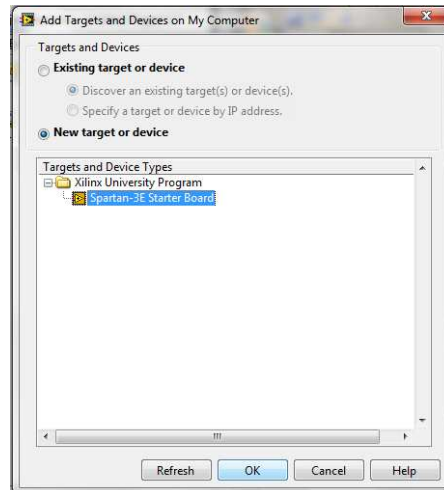 Add Targets and Devices on My Computer
Targets and Devices
Existing target or device
Discover an existing target(s) or device(s).
Specify a target or device by IP address.
New target or device
Targets and Device Types
Xilinx University Program
Spartan-3E Starter Board
Refresh OK Cancel Help